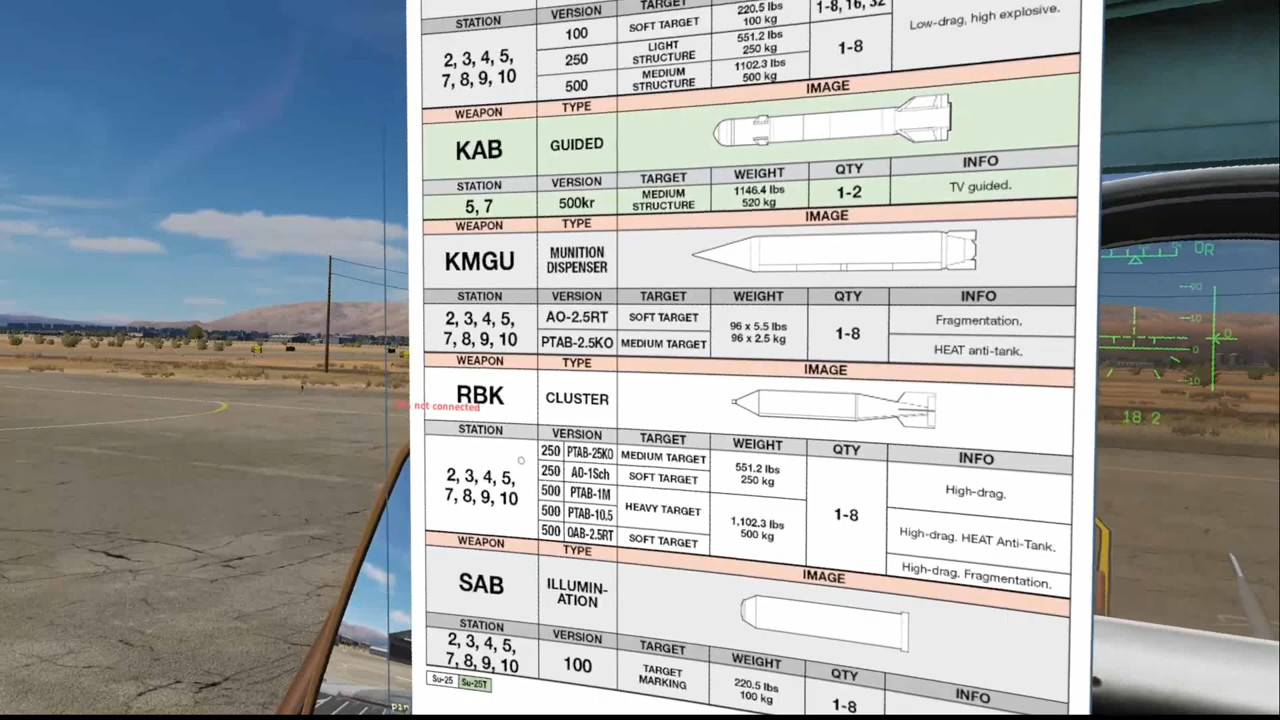 STATION
VERSION
TARGET
220.5 lbs
100 kg
1-8, 16, 32
Low-drag, high explosive.
2, 3, 4, 5,
7, 8, 9, 10
100
SOFT TARGET
250
LIGHT
STRUCTURE
551.2 lbs
250 kg
1-8
500
MEDIUM
STRUCTURE
1102.3 lbs
500 kg
WEAPON
TYPE
IMAGE
KAB
GUIDED
STATION
VERSION
TARGET
WEIGHT
QTY
INFO
5, 7
500kr
MEDIUM
STRUCTURE
1146.4 lbs
520 kg
1-2
TV guided.
WEAPON
TYPE
IMAGE
KMGU
MUNITION
DISPENSER
STATION
VERSION
TARGET
WEIGHT
QTY
INFO
2, 3, 4, 5,
7, 8, 9, 10
AO-2.5RT
SOFT TARGET
96 x 5.5 lbs
96 x 2.5 kg
1-8
Fragmentation.
PTAB-2.5KO
MEDIUM TARGET
HEAT anti-tank.
WEAPON
TYPE
IMAGE
RBK
CLUSTER
not connected
STATION
VERSION
TARGET
WEIGHT
QTY
INFO
2, 3, 4, 5,
7, 8, 9, 10
250 PTAB-25KO
MEDIUM TARGET
551.2 lbs
250 kg
1-8
High-drag.
250 AO-1Sch
SOFT TARGET
500 PTAB-1M
HEAVY TARGET
1,102.3 lbs
500 kg
High-drag. HEAT Anti-Tank.
500 PTAB-10.5
500 OAB-2.5RT
SOFT TARGET
High-drag. Fragmentation.
WEAPON
TYPE
IMAGE
SAB
ILLUMIN-
ATION
STATION
VERSION
TARGET
WEIGHT
QTY
INFO
2, 3, 4, 5,
7, 8, 9, 10
100
TARGET
MARKING
220.5 lbs
100 kg
1-8
Su-25 Su-25T
0R
20
10
0
0
-10
18.2